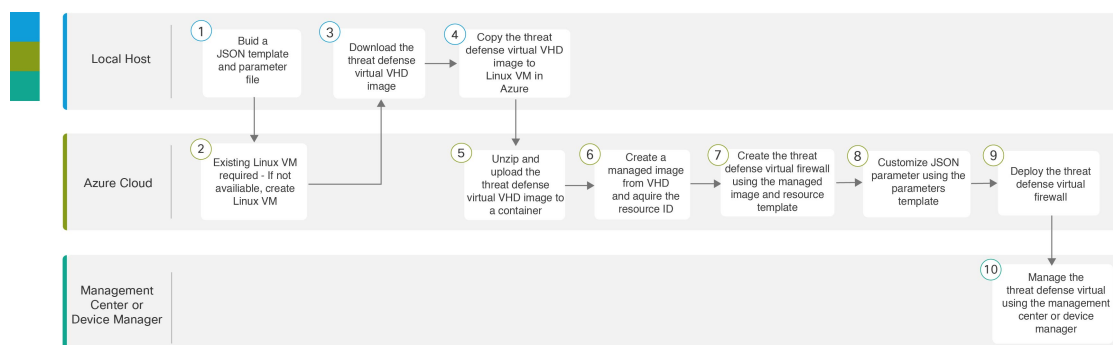 Local Host
1
Buid a
JSON template
and parameter
file
3
Download the
threat defense
virtual VHD
image
4
Copy the threat
defense virtual VHD
image to
Linux VM in
Azure
Azure Cloud
2
Existing Linux VM
required - If not
availiable, create
Linux VM
5
Unzip and
upload the
threat defense
virtual VHD image to
a container
6
Create a
managed image
from VHD
and aquire the
resource ID
7
Create the threat
defense virtual firewall
using the managed
image and resource
template
8
Customize JSON
parameter using the
parameters
template
9
Deploy the threat
defense virtual
firewall
Management
Center or
Device Manager
10
Manage the
threat defense virtual
using the management
center or device
manager